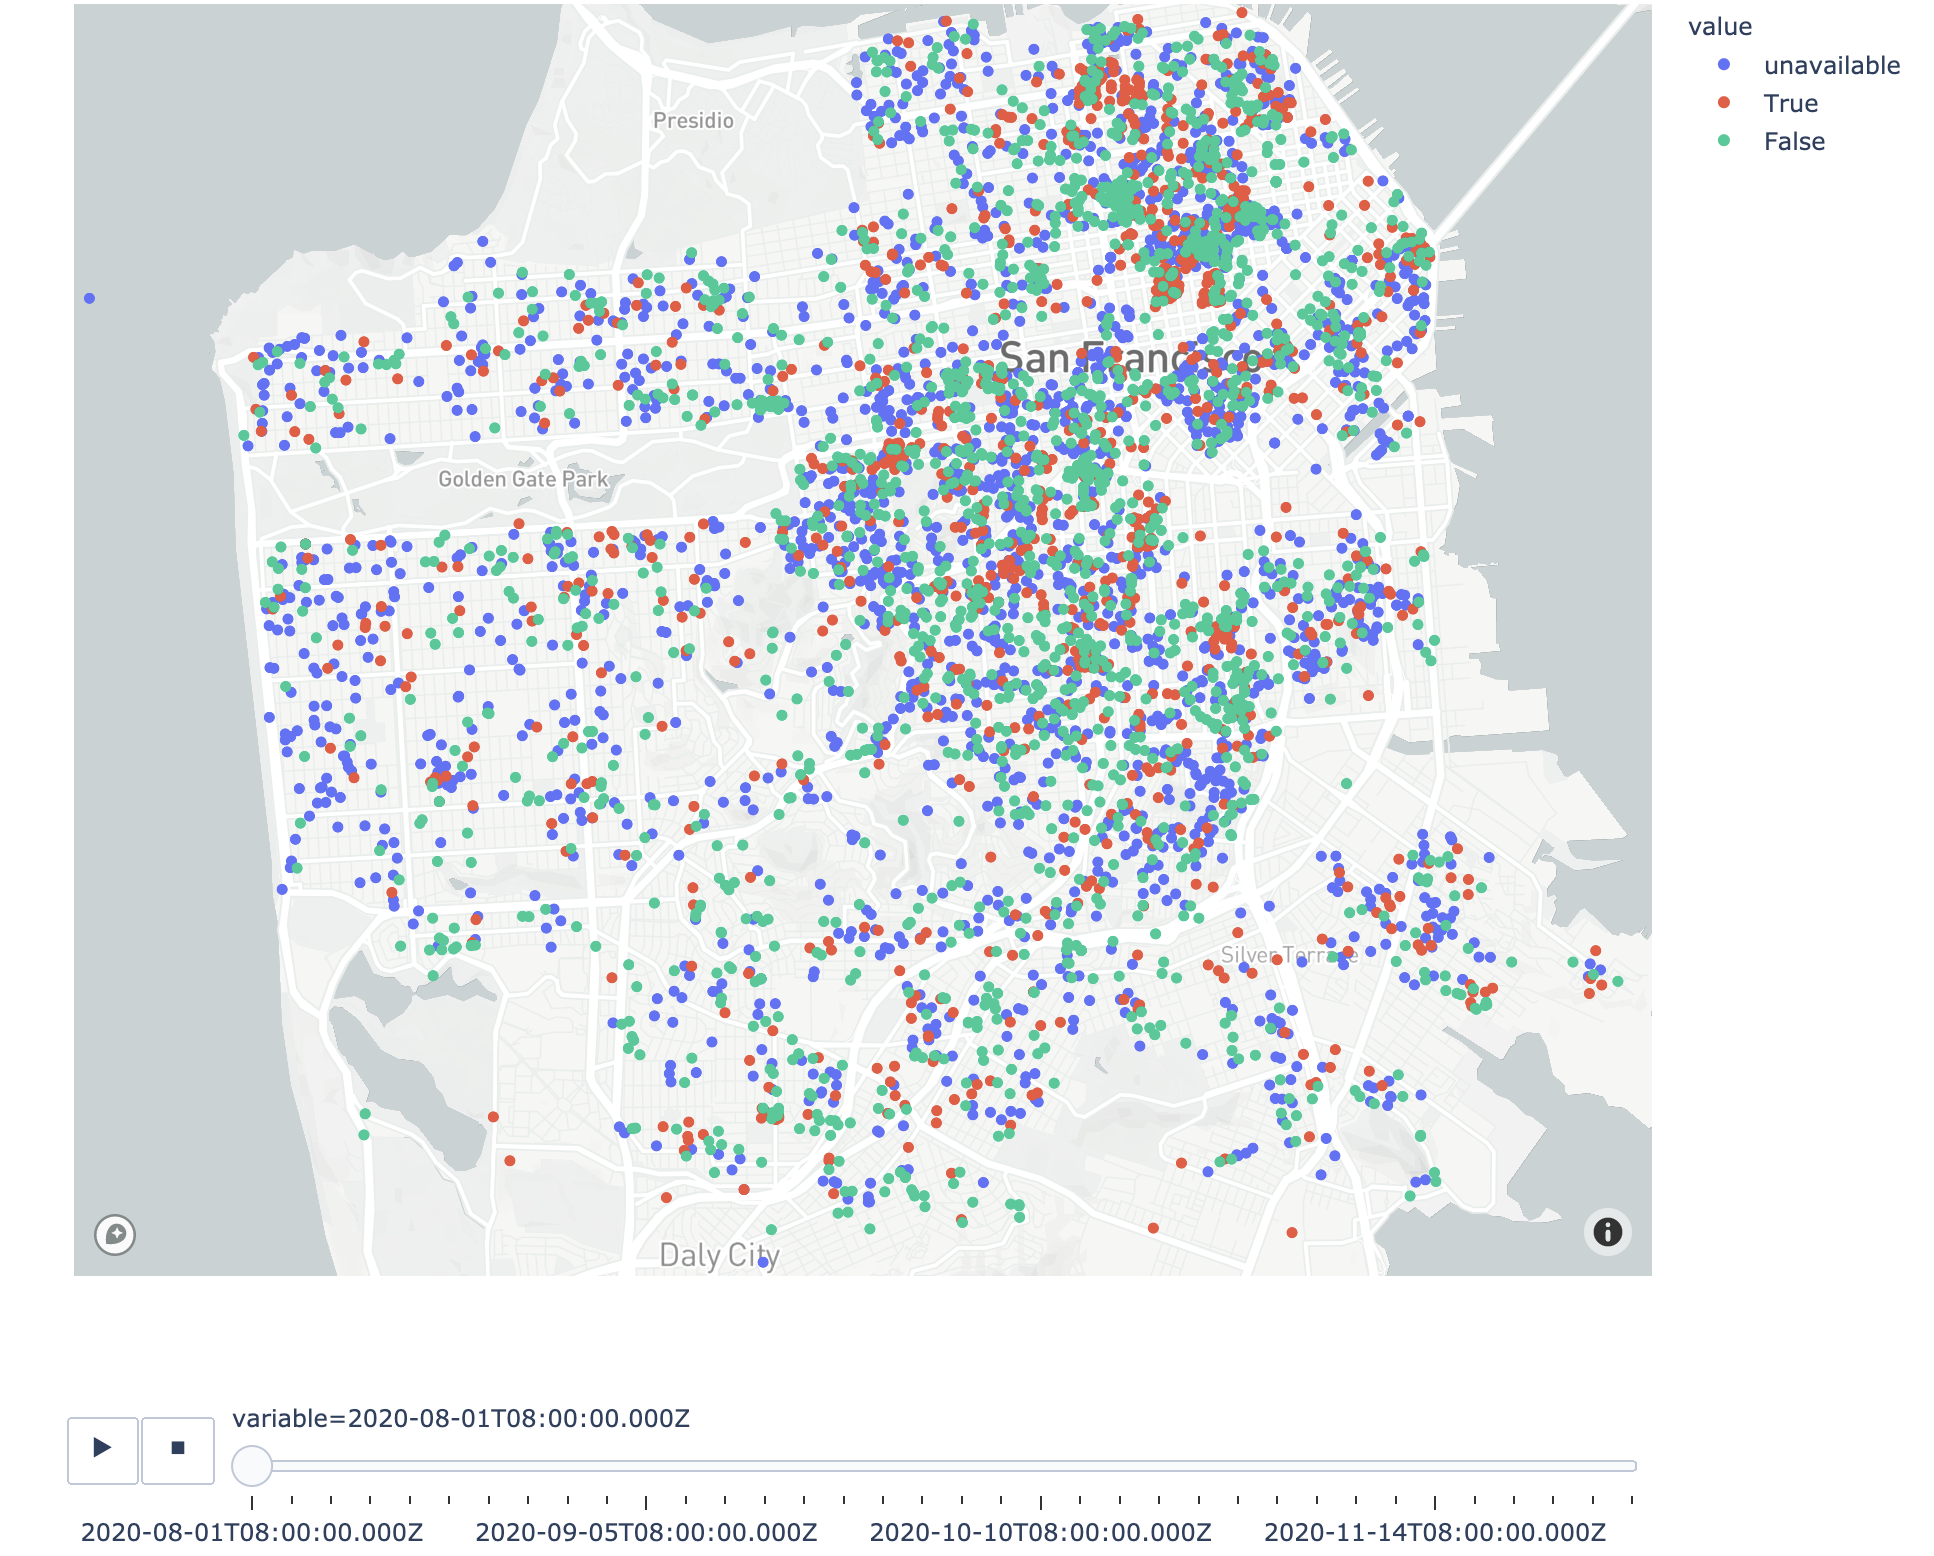 value
unavailable
True
False
Presidio
San Francisco
Golden Gate Park
Silver Terrace
Daly City
variable=2020-08-01T08:00:00.000Z
2020-08-01T08:00:00.000Z 2020-09-05T08:00:00.000Z 2020-10-10T08:00:00.000Z 2020-11-14T08:00:00.000Z